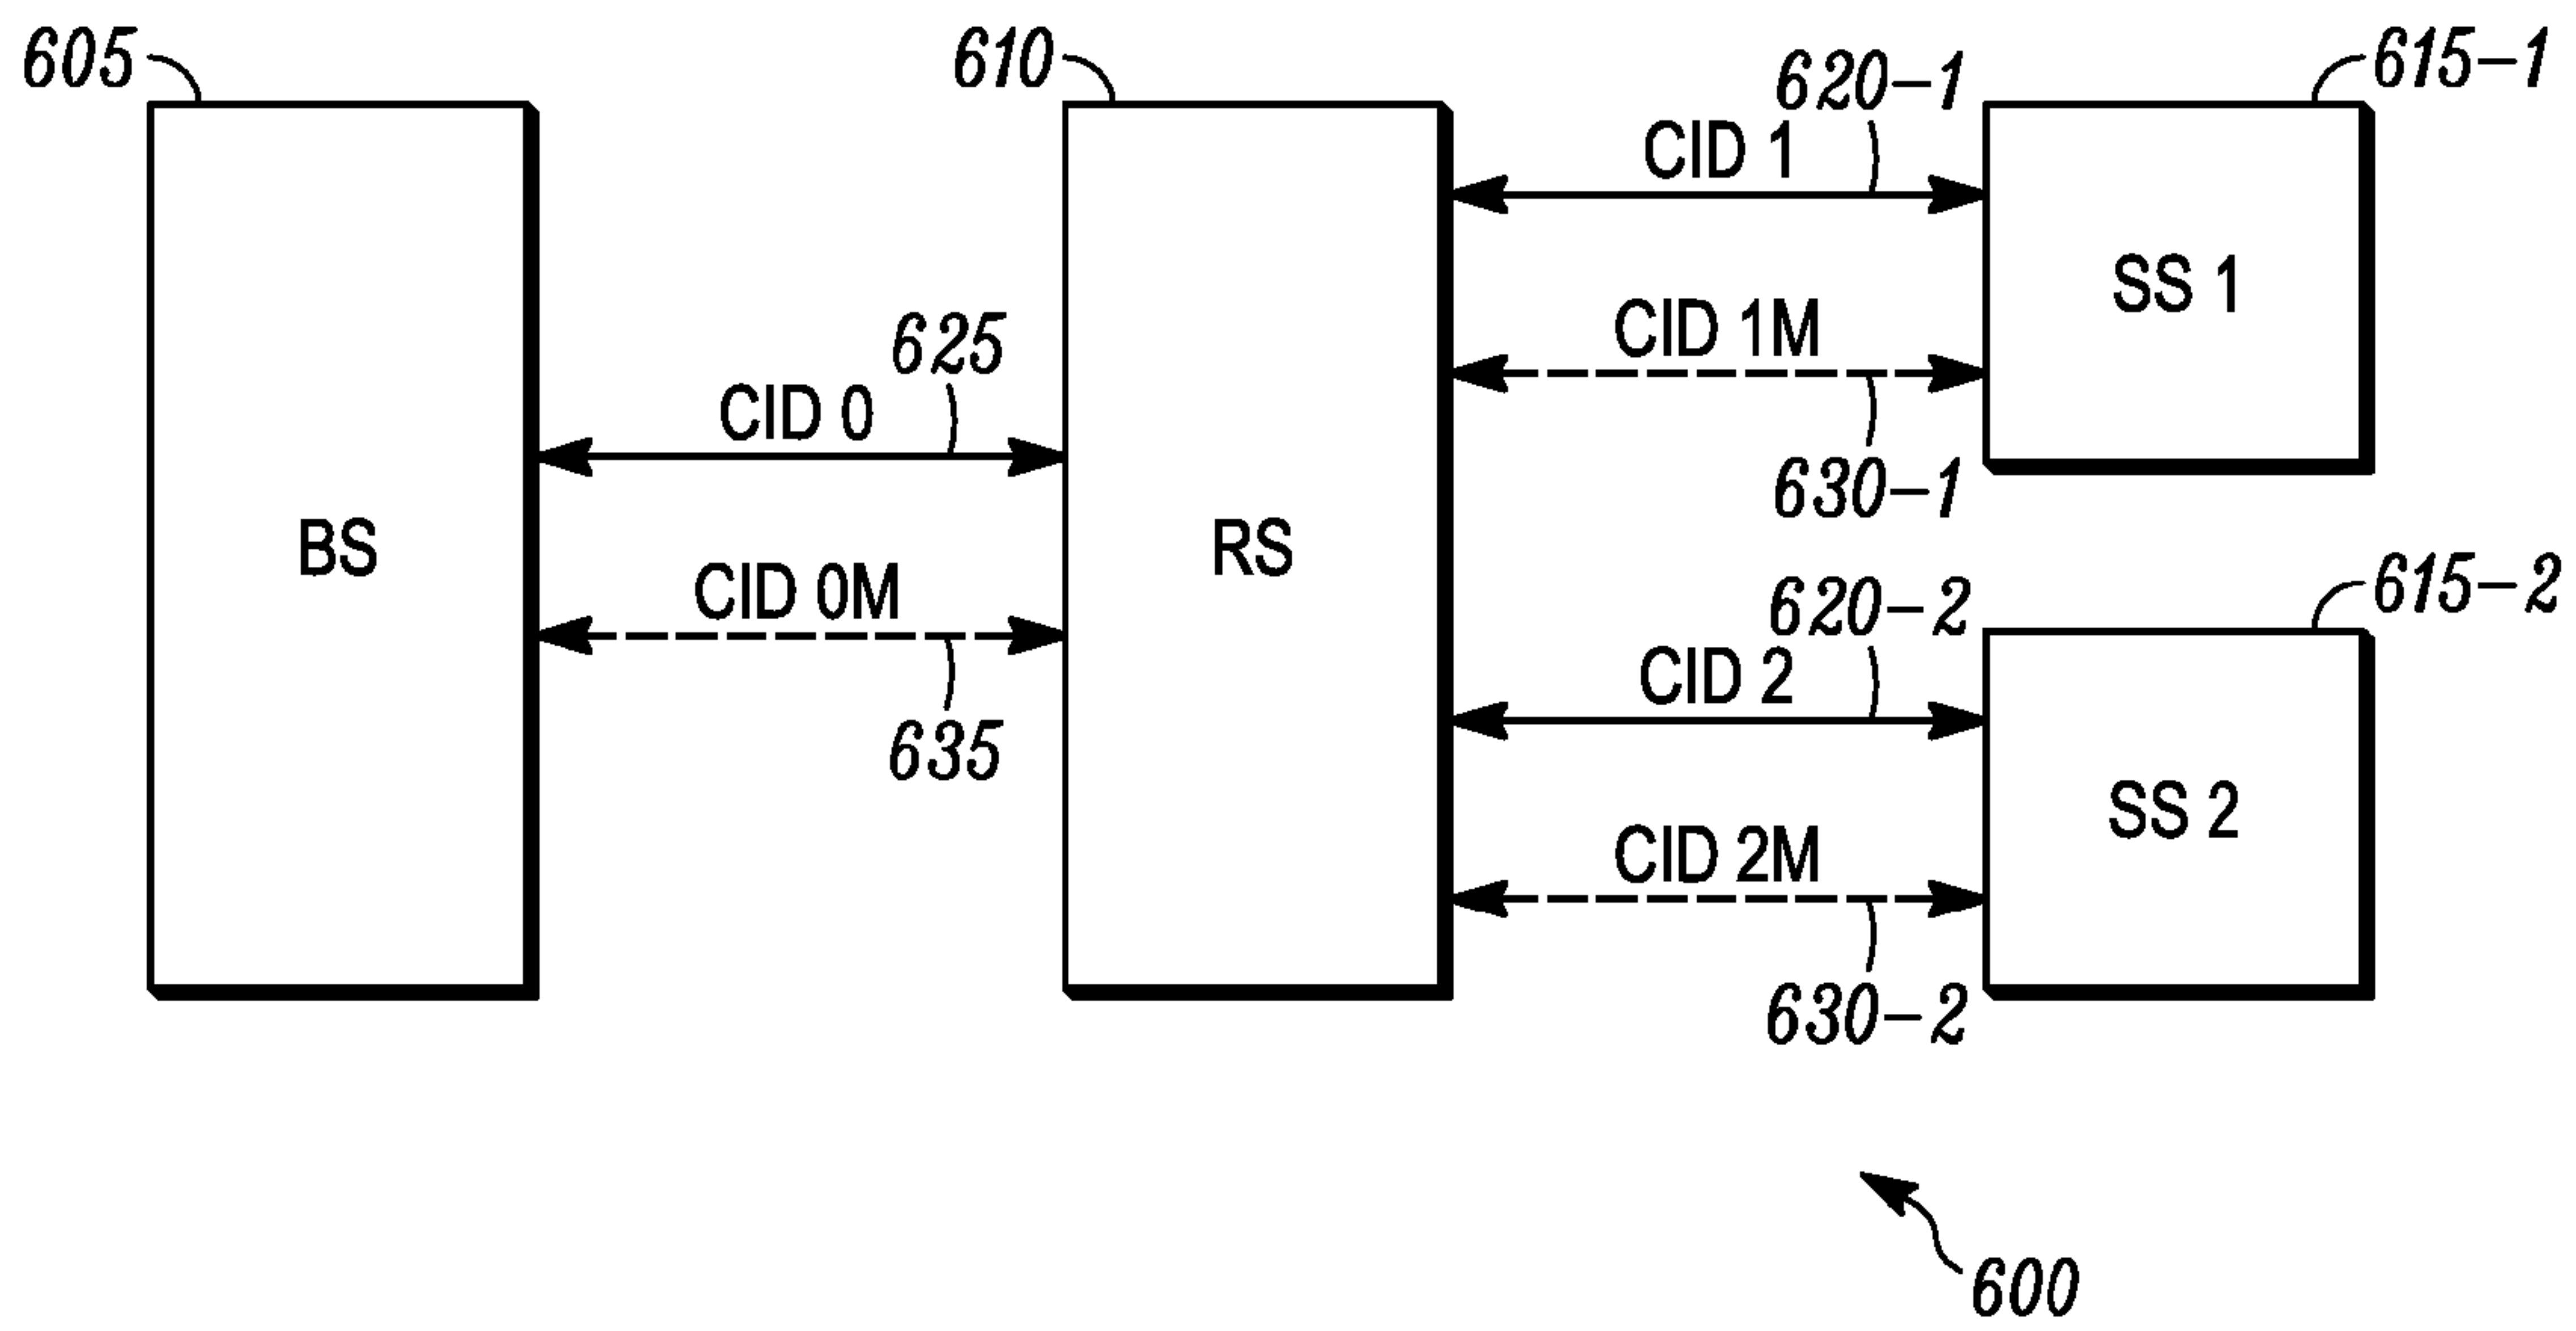 605
610
620-1
615-1
CID 1
SS 1
CID 1M
625
CID 0
630-1
BS
RS
615-2
CID 0M
620-2
CID 2
635
SS 2
CID 2M
630-2
600